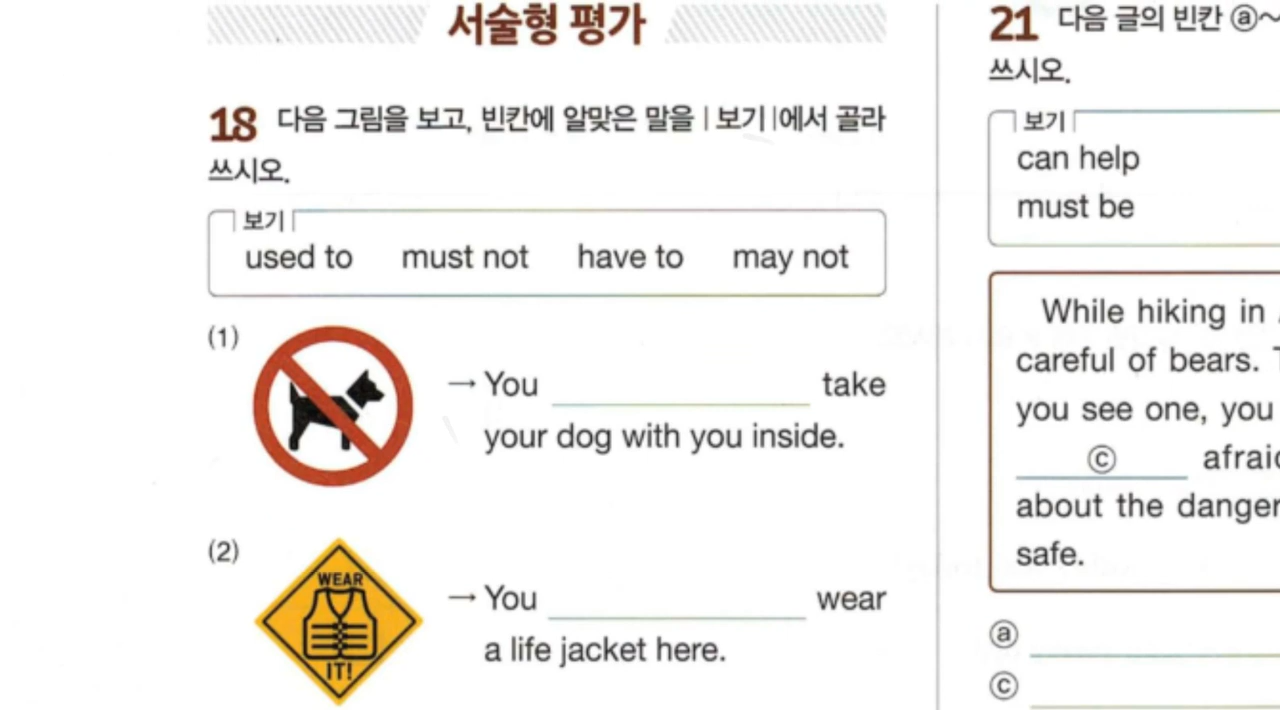 서술형 평가
18 다음 그림을 보고, 빈칸에 알맞은 말을 |보기|에서 골라
쓰시오.
보기
used to must not have to may not
(1)
→ You take
your dog with you inside.
(2)
WEAR
IT!
→ You wear
a life jacket here.
21 다음 글의 빈칸 ⓐ~
쓰시오.
보기
can help
must be
While hiking in
careful of bears.
you see one, you
ⓒ
about the danger
safe.
ⓐ
ⓒ